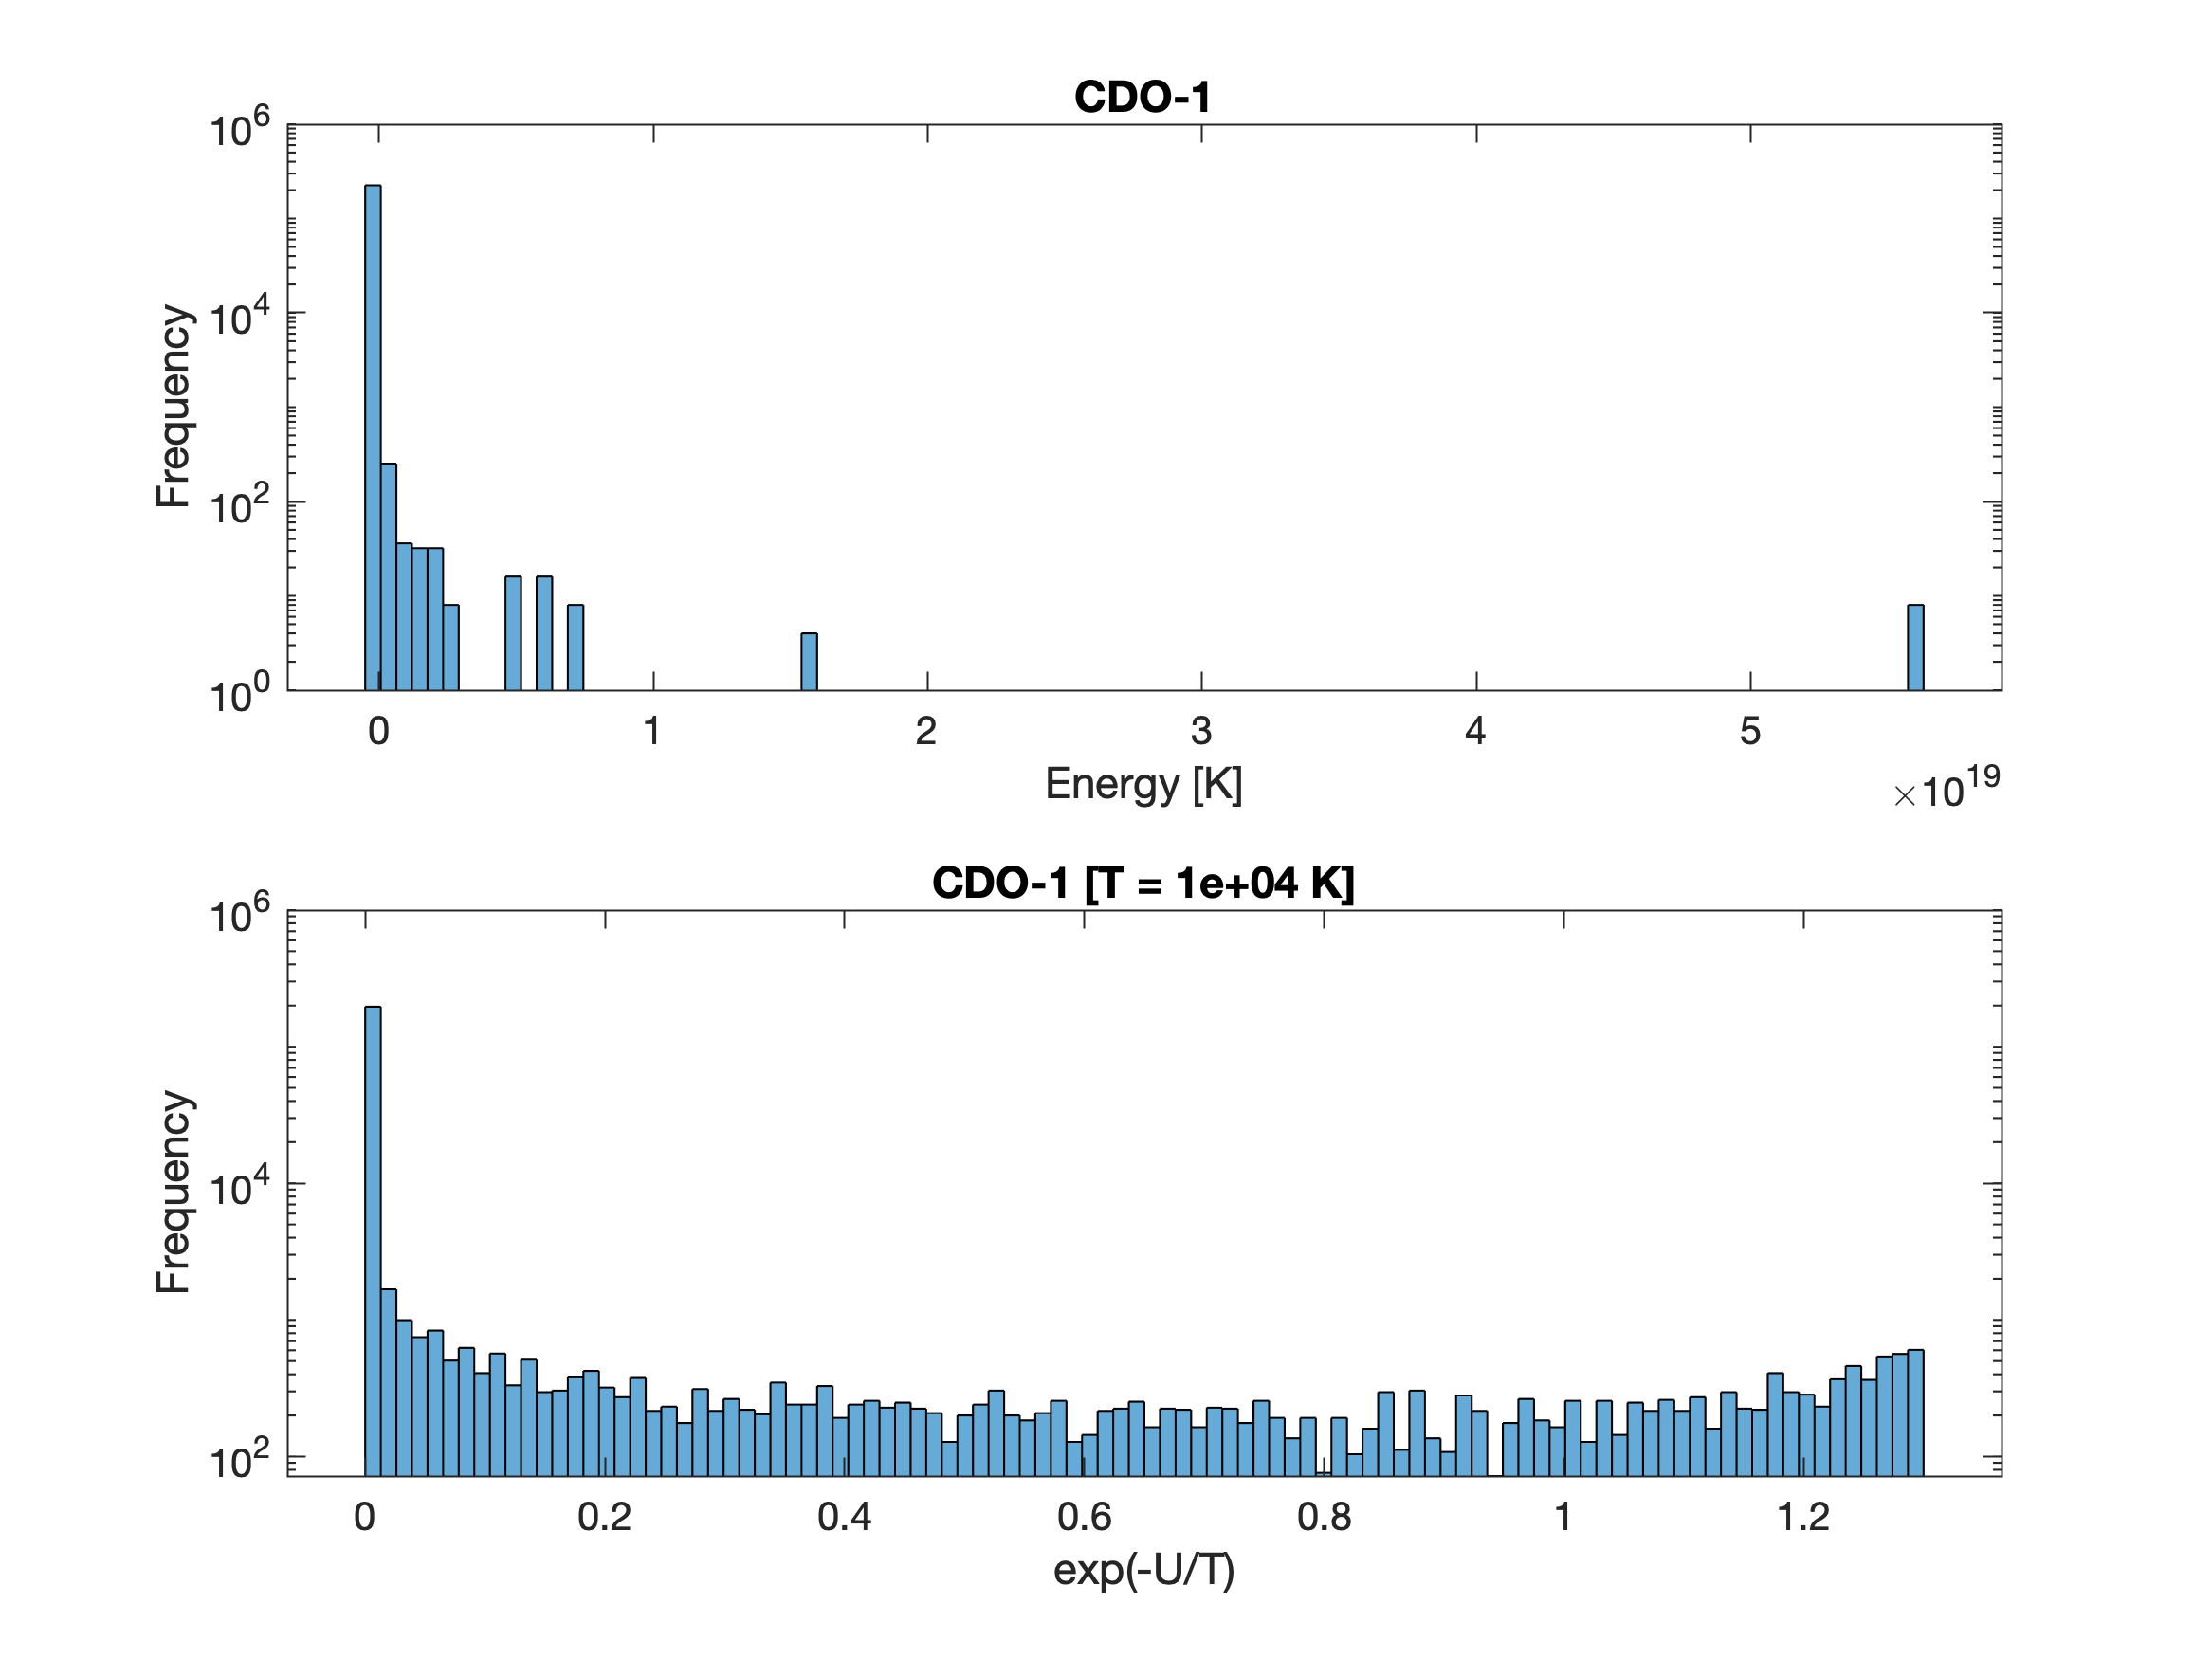 CDO-1
10^6
10^4
10^2
10^0
Frequency
0 1 2 3 4 5
Energy [K]
×10^19
CDO-1 [T = 1e+04 K]
10^6
10^4
10^2
Frequency
0 0.2 0.4 0.6 0.8 1 1.2
exp(-U/T)